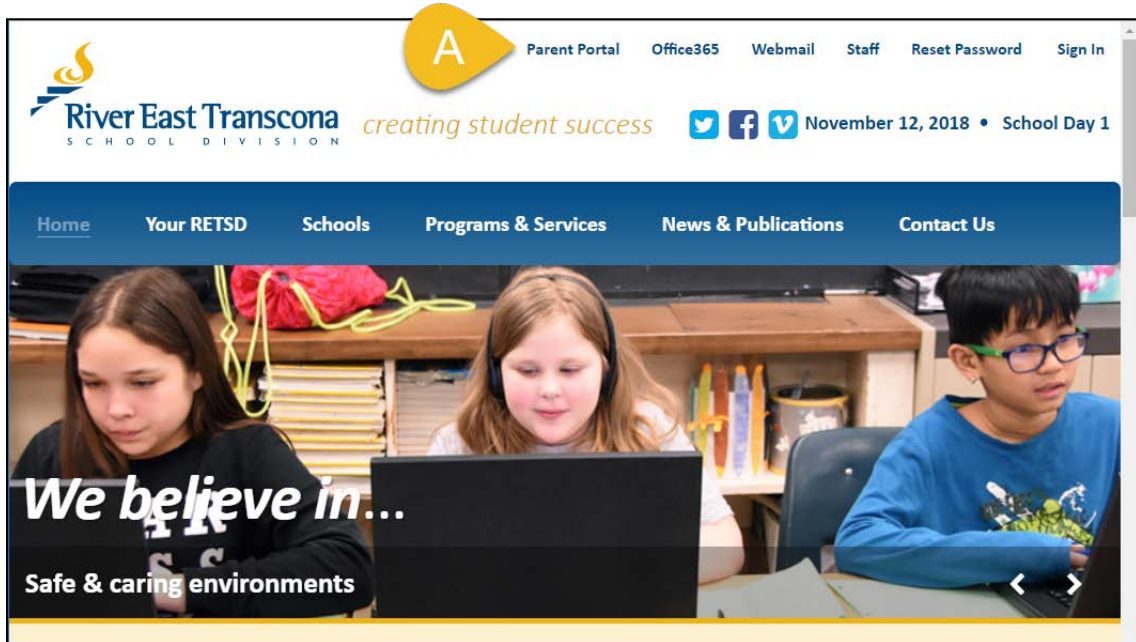 A
Parent Portal Office365 Webmail Staff Reset Password Sign In
River East Transcona
SCHOOL DIVISION
creating student success
November 12, 2018 • School Day 1
Home Your RETSD Schools Programs & Services News & Publications Contact Us
We believe in...
Safe & caring environments